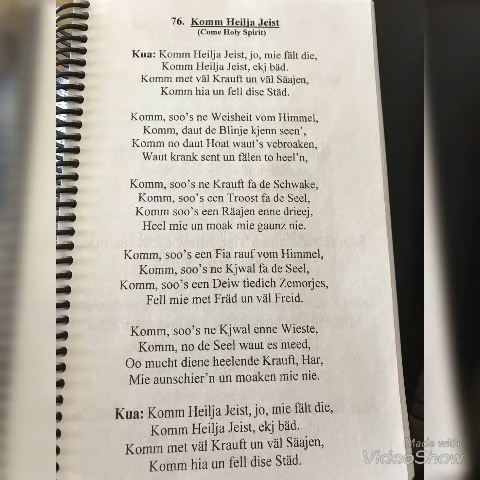 76. Komm Heilja Jeist
(Come Holy Spirit)
Kua: Komm Heilja Jeist, jo, mie fält die,
Komm Heilja Jeist, ekj bäd.
Komm met väl Krauft un väl Säajen,
Komm hia un fell dise Städ.
Komm, soo's ne Weisheit vom Himmel,
Komm, daut de Blinje kjenn seen',
Komm no daut Hoat waut's vebroaken,
Waut krank sent un fälen to heel'n,
Komm, soo's ne Krauft fa de Schwake,
Komm, soo's een Troost fa de Seel,
Komm soo's een Räajen enne drieej,
Heel mie un moak mie gaunz nie.
Komm, soo's een Fia rauf vom Himmel,
Komm, soo's ne Kjwal fa de Seel,
Komm, soo's een Deiw tiedich Zemorjes,
Fell mie met Fräd un väl Freid.
Komm, soo's ne Kjwal enne Wieste,
Komm, no de Seel waut es meed,
Oo mucht diene heelende Krauft, Har,
Mie aunschier'n un moaken mie nie.
Kua: Komm Heilja Jeist, jo, mie fält die,
Komm Heilja Jeist, ekj bäd.
Komm met väl Krauft un väl Säajen,
Komm hia un fell dise Städ.
Made with
VideoShow